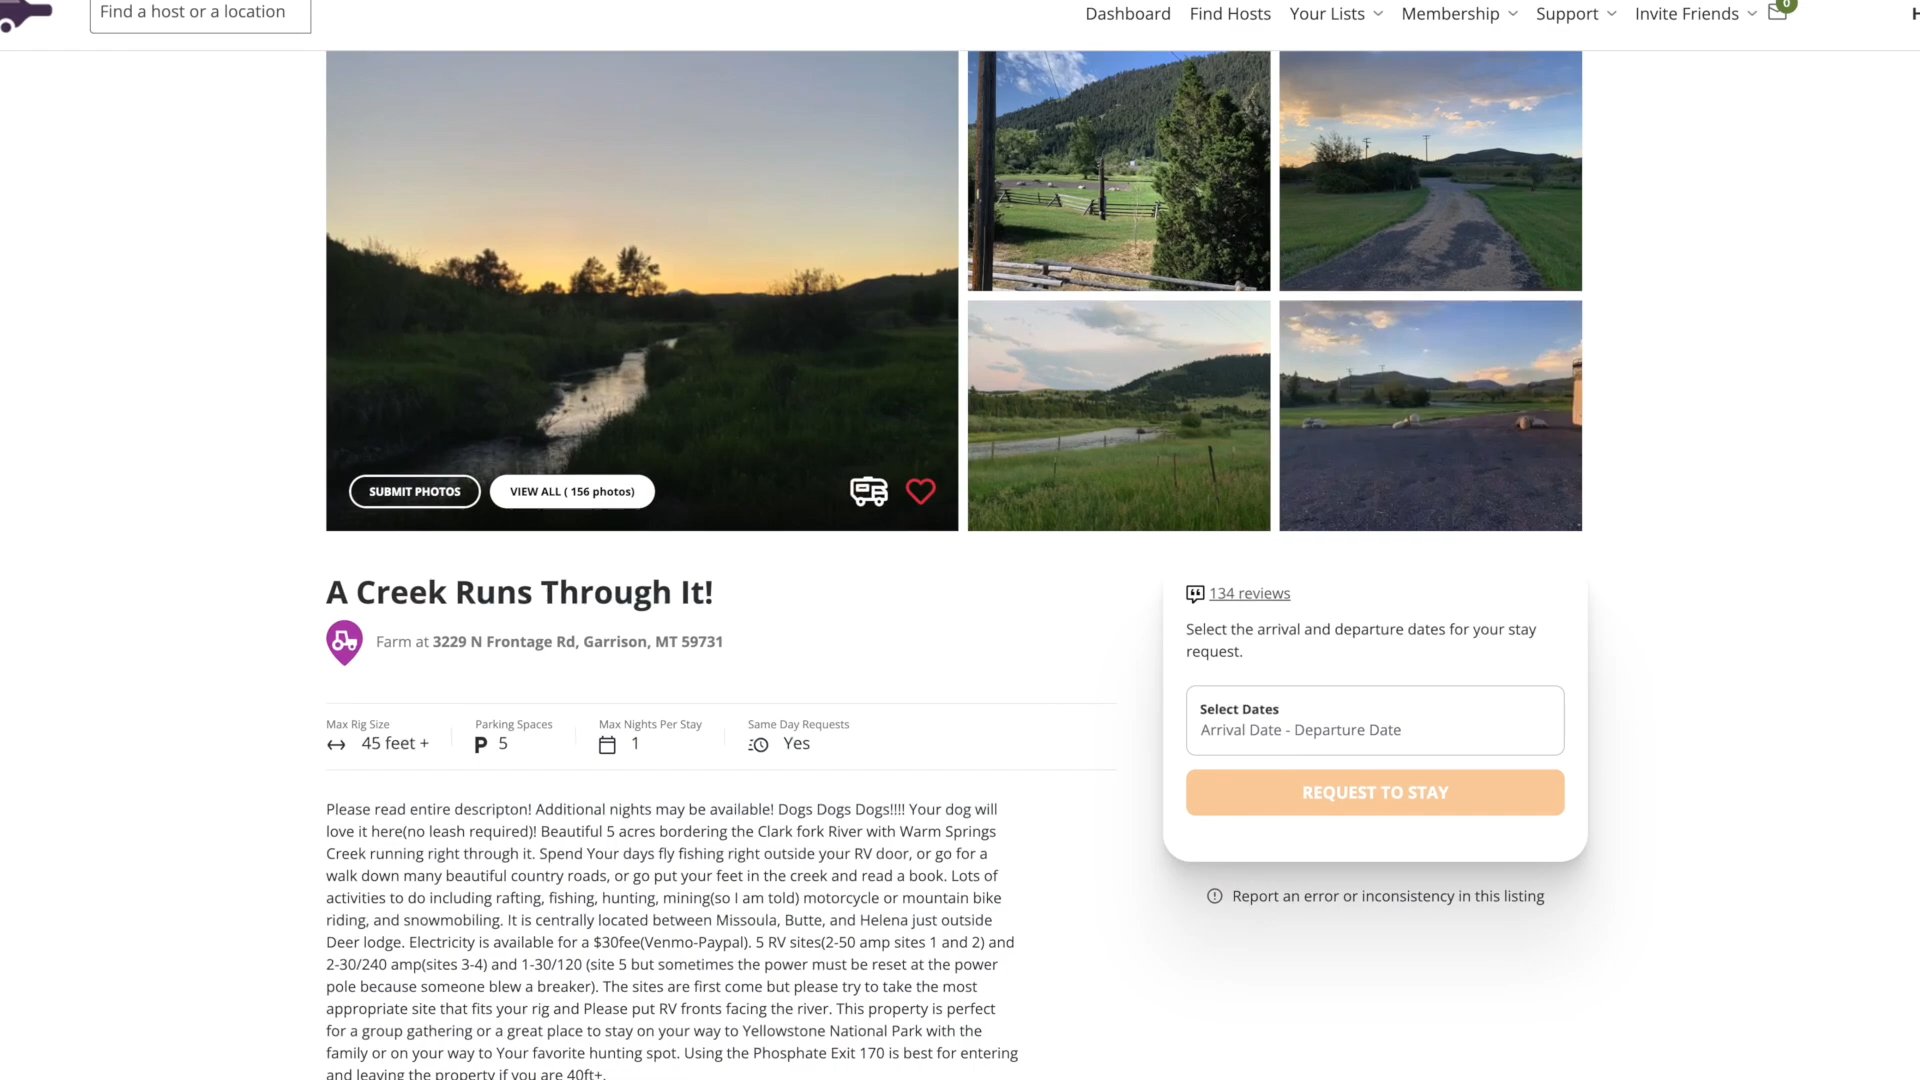 Find a host or a location
Dashboard Find Hosts Your Lists Membership Support Invite Friends 0
SUBMIT PHOTOS VIEW ALL ( 156 photos)
A Creek Runs Through It!
Farm at 3229 N Frontage Rd, Garrison, MT 59731
Max Rig Size Parking Spaces Max Nights Per Stay Same Day Requests
45 feet + P 5 1 Yes
Please read entire descripton! Additional nights may be available! Dogs Dogs Dogs!!!! Your dog will
love it here(no leash required)! Beautiful 5 acres bordering the Clark fork River with Warm Springs
Creek running right through it. Spend Your days fly fishing right outside your RV door, or go for a
walk down many beautiful country roads, or go put your feet in the creek and read a book. Lots of
activities to do including rafting, fishing, hunting, mining(so I am told) motorcycle or mountain bike
riding, and snowmobiling. It is centrally located between Missoula, Butte, and Helena just outside
Deer lodge. Electricity is available for a $30fee(Venmo-Paypal). 5 RV sites(2-50 amp sites 1 and 2) and
2-30/240 amp(sites 3-4) and 1-30/120 (site 5 but sometimes the power must be reset at the power
pole because someone blew a breaker). The sites are first come but please try to take the most
appropriate site that fits your rig and Please put RV fronts facing the river. This property is perfect
for a group gathering or a great place to stay on your way to Yellowstone National Park with the
family or on your way to Your favorite hunting spot. Using the Phosphate Exit 170 is best for entering
and leaving the property if you are 40ft+.
134 reviews
Select the arrival and departure dates for your stay
request.
Select Dates
Arrival Date - Departure Date
REQUEST TO STAY
Report an error or inconsistency in this listing